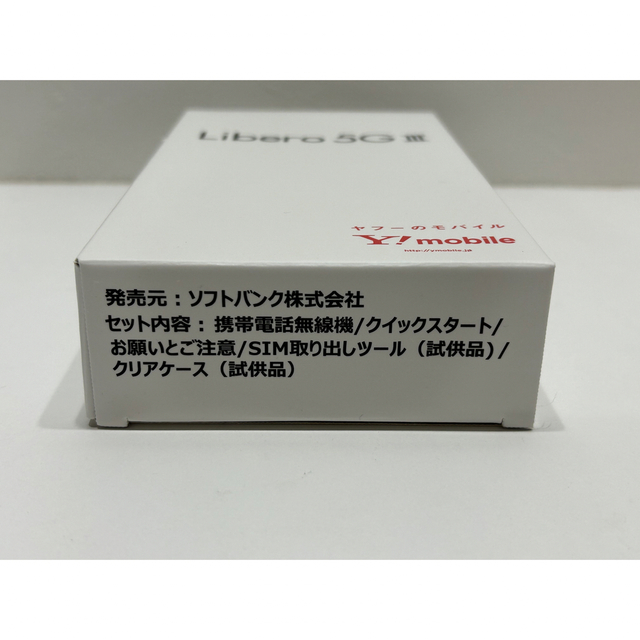 Libero 5G III
ヤフーのモバイル
Y!mobile
http://ymobile.jp
発売元：ソフトバンク株式会社
セット内容：携帯電話無線機/クイックスタート/
お願いとご注意/SIM取り出しツール（試供品）/
クリアケース（試供品）